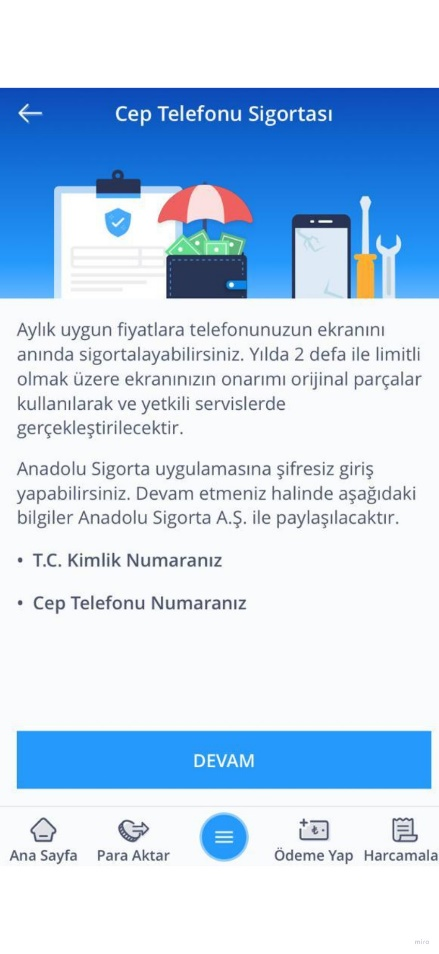 Cep Telefonu Sigortası
Aylık uygun fiyatlara telefonunuzun ekranını
anında sigortalayabilirsiniz. Yılda 2 defa ile limitli
olmak üzere ekranınızın onarımı orijinal parçalar
kullanılarak ve yetkili servislerde
gerçekleştirilecektir.
Anadolu Sigorta uygulamasına şifresiz giriş
yapabilirsiniz. Devam etmeniz halinde aşağıdaki
bilgiler Anadolu Sigorta A.Ş. ile paylaşılacaktır.
• T.C. Kimlik Numaranız
• Cep Telefonu Numaranız
DEVAM
Ana Sayfa Para Aktar Ödeme Yap Harcamala
miro